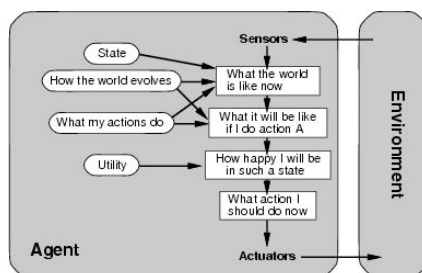 Sensors
State
How the world evolves
What the world
is like now
What my actions do
What it will be like
if I do action A
Utility
How happy I will be
in such a state
What action I
should do now
Agent
Actuators
Environment